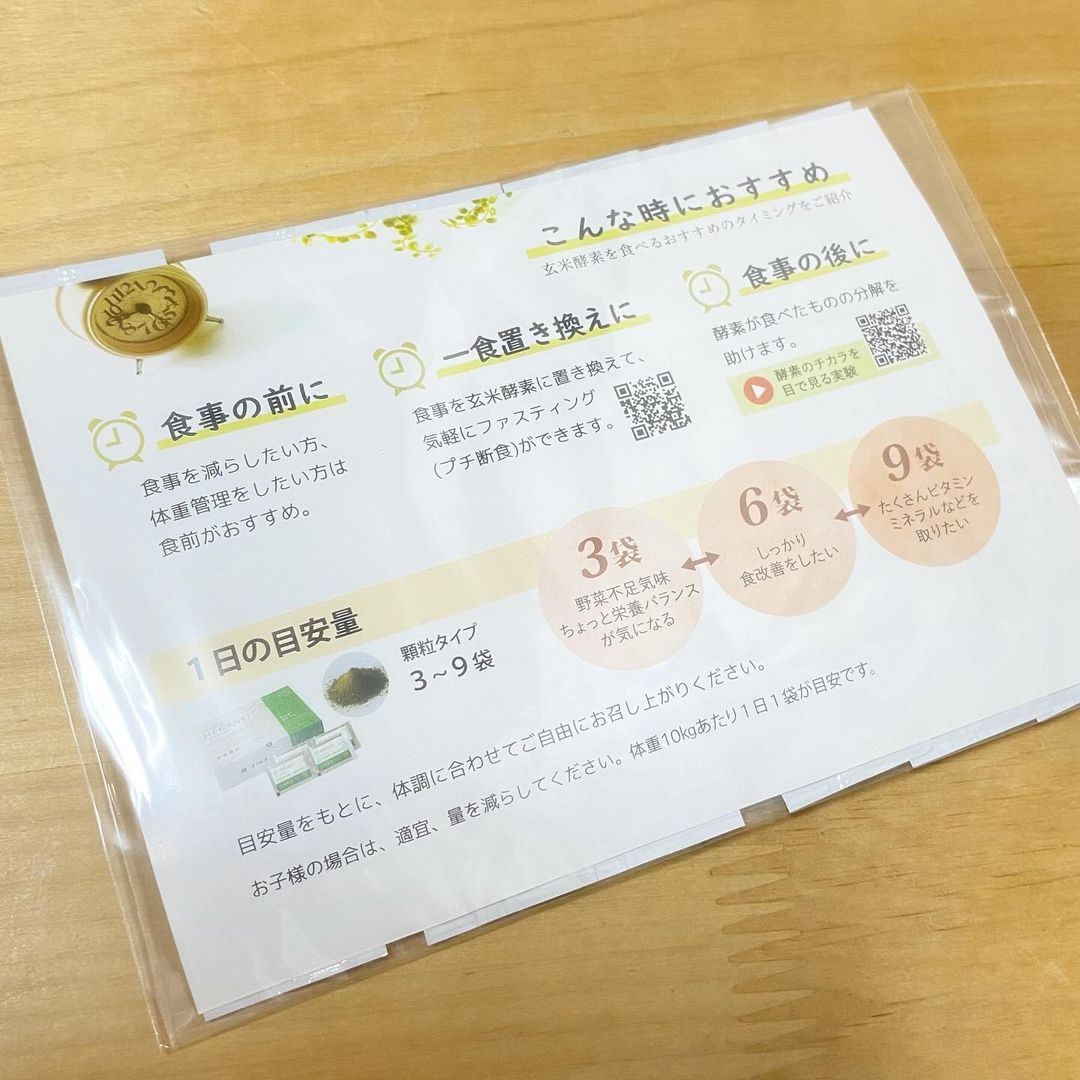 こんな時におすすめ
玄米酵素を食べるおすすめのタイミングをご紹介
食事の前に
食事を減らしたい方、
体重管理をしたい方は
食前がおすすめ。
一食置き換えに
食事を玄米酵素に置き換えて、
気軽にファスティング
(プチ断食)ができます。
食事の後に
酵素が食べたものの分解を
助けます。
酵素のチカラを
目で見る実験
1日の目安量
顆粒タイプ
3~9袋
3袋
野菜不足気味
ちょっと栄養バランス
が気になる
6袋
しっかり
食改善をしたい
9袋
たくさんビタミン
ミネラルなどを
取りたい
目安量をもとに、体調に合わせてご自由にお召し上がりください。
お子様の場合は、適宜、量を減らしてください。体重10kgあたり1日1袋が目安です。